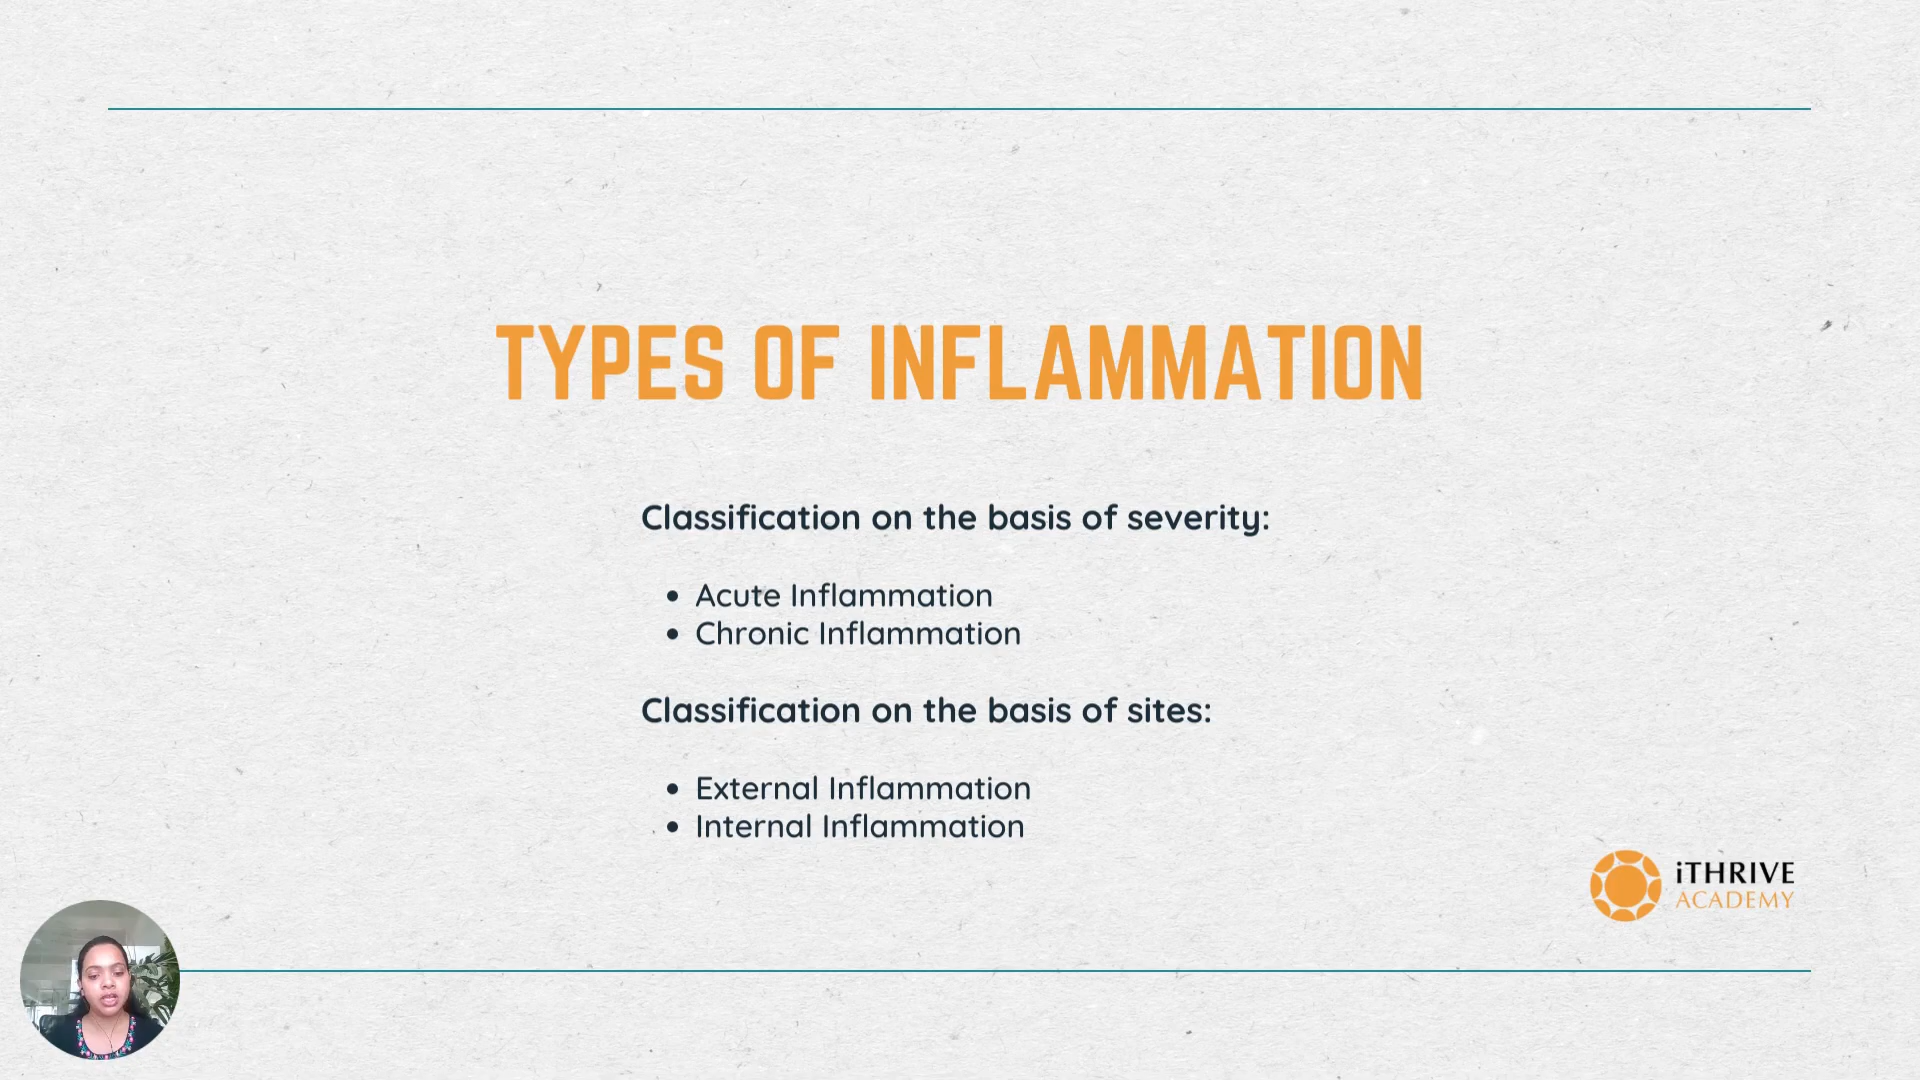 TYPES OF INFLAMMATION
Classification on the basis of severity:
• Acute Inflammation
• Chronic Inflammation
Classification on the basis of sites:
• External Inflammation
• Internal Inflammation
iTHRIVE
ACADEMY